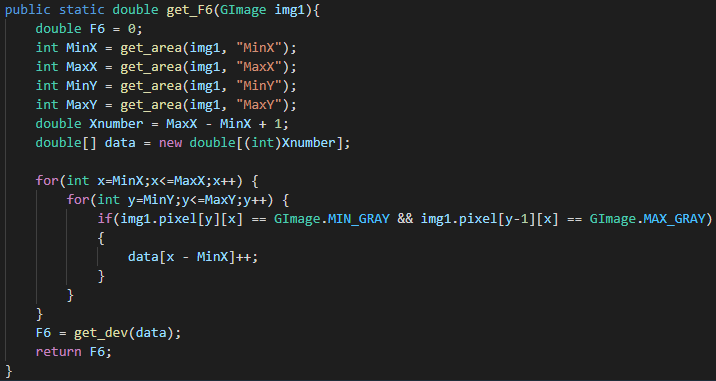 public static double get_F6(GImage img1){
    double F6 = 0;
    int MinX = get_area(img1, "MinX");
    int MaxX = get_area(img1, "MaxX");
    int MinY = get_area(img1, "MinY");
    int MaxY = get_area(img1, "MaxY");
    double Xnumber = MaxX - MinX + 1;
    double[] data = new double[(int)Xnumber];

    for(int x=MinX;x<=MaxX;x++) {
        for(int y=MinY;y<=MaxY;y++) {
            if(img1.pixel[y][x] == GImage.MIN_GRAY && img1.pixel[y-1][x] == GImage.MAX_GRAY)
            {
                data[x - MinX]++;
            }
        }
    }
    F6 = get_dev(data);
    return F6;
}